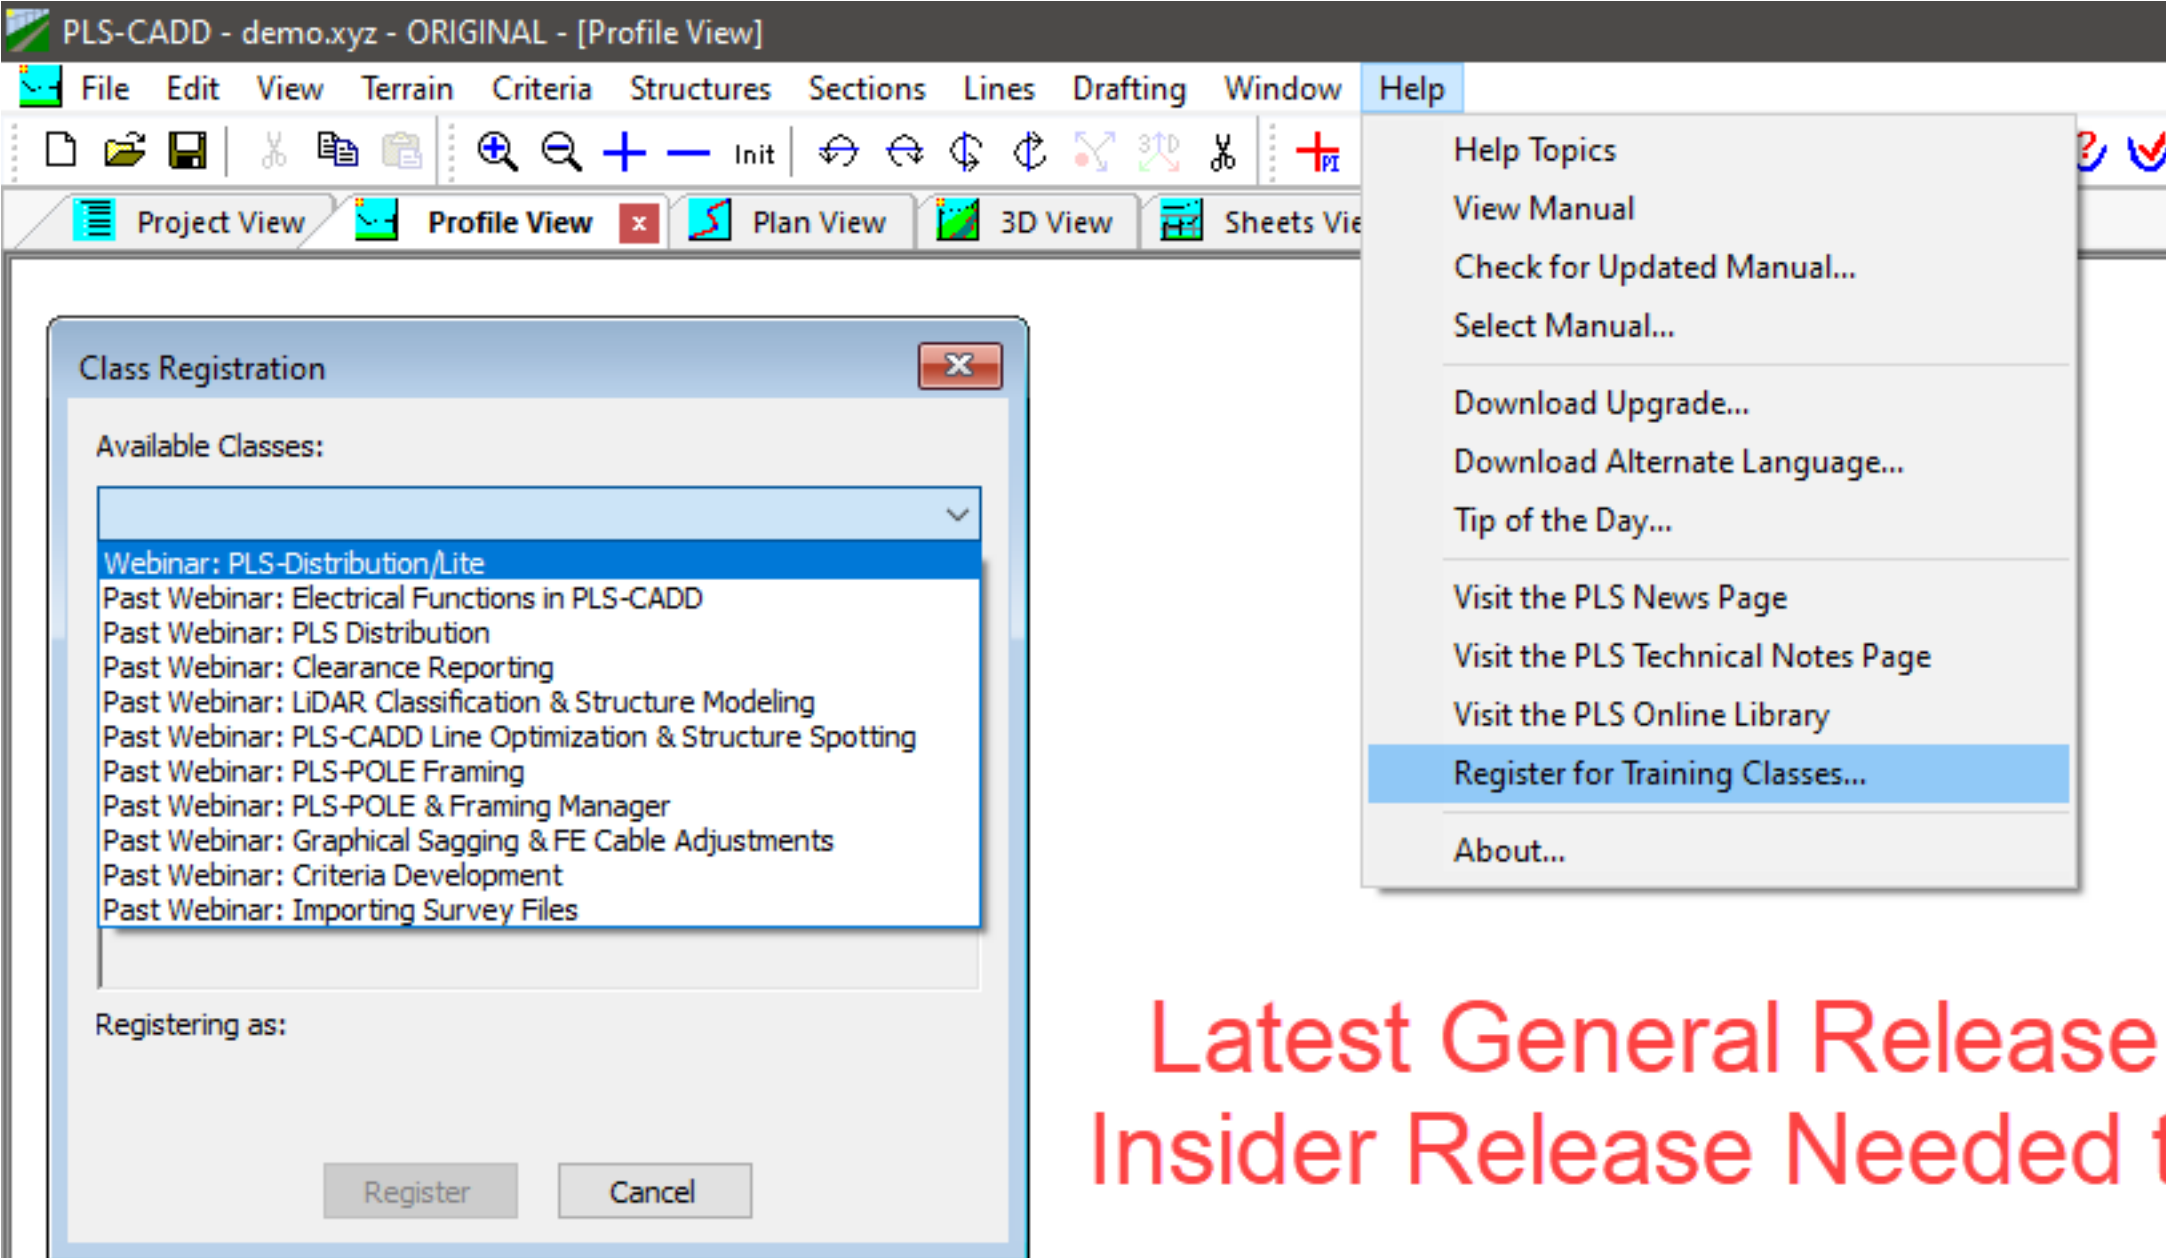 PLS-CADD - demo.xyz - ORIGINAL - [Profile View]
File Edit View Terrain Criteria Structures Sections Lines Drafting Window Help
Init 3D PI ?
Project View Profile View x Plan View 3D View Sheets Vie
Class Registration
Available Classes:
Webinar: PLS-Distribution/Lite
Past Webinar: Electrical Functions in PLS-CADD
Past Webinar: PLS Distribution
Past Webinar: Clearance Reporting
Past Webinar: LiDAR Classification & Structure Modeling
Past Webinar: PLS-CADD Line Optimization & Structure Spotting
Past Webinar: PLS-POLE Framing
Past Webinar: PLS-POLE & Framing Manager
Past Webinar: Graphical Sagging & FE Cable Adjustments
Past Webinar: Criteria Development
Past Webinar: Importing Survey Files
Registering as:
Register Cancel
Help Topics
View Manual
Check for Updated Manual...
Select Manual...
Download Upgrade...
Download Alternate Language...
Tip of the Day...
Visit the PLS News Page
Visit the PLS Technical Notes Page
Visit the PLS Online Library
Register for Training Classes...
About...
Latest General Release
Insider Release Needed t